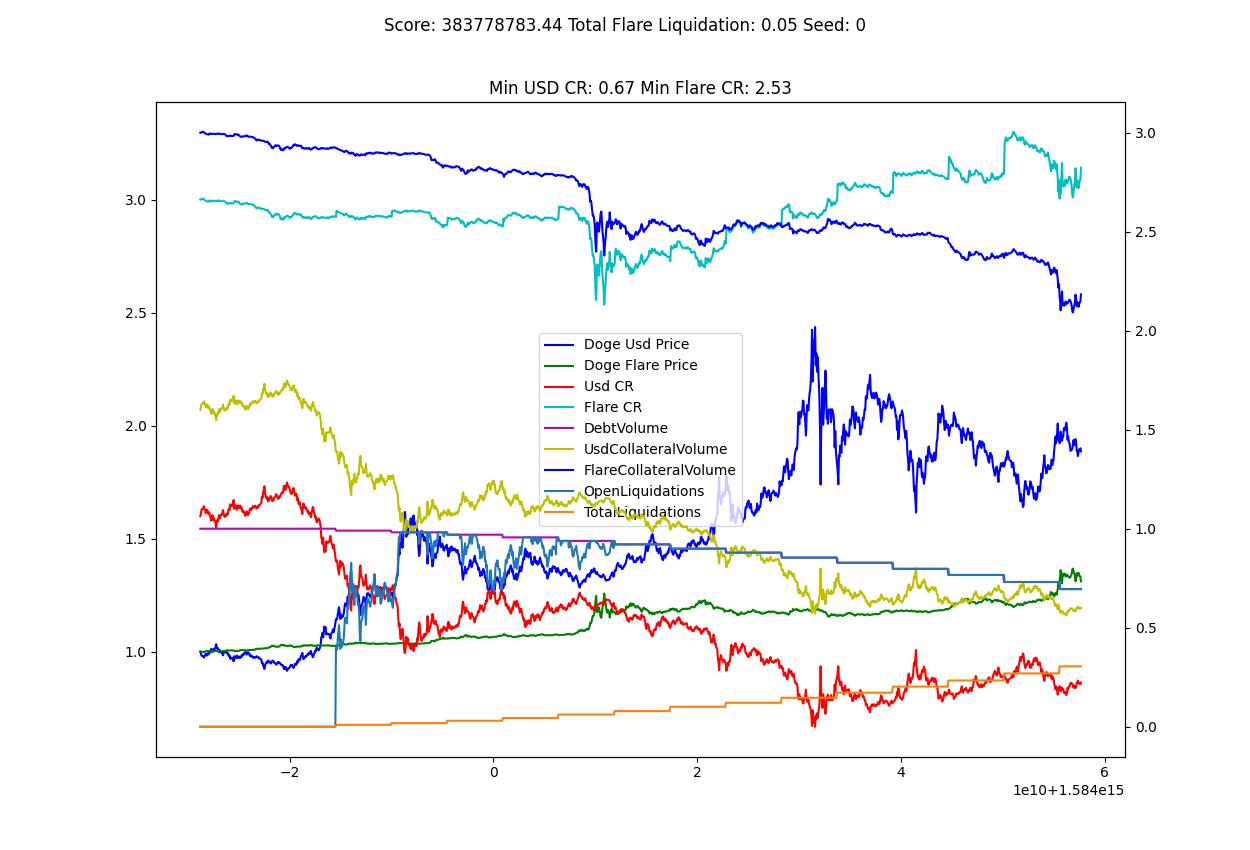 Score: 383778783.44 Total Flare Liquidation: 0.05 Seed: 0
Min USD CR: 0.67 Min Flare CR: 2.53
3.0
2.5
2.0
1.5
1.0
3.0
2.5
2.0
1.5
1.0
0.5
0.0
Doge Usd Price
Doge Flare Price
Usd CR
Flare CR
DebtVolume
UsdCollateralVolume
FlareCollateralVolume
OpenLiquidations
TotalLiquidations
−2 0 2 4 6
1e10+1.584e15